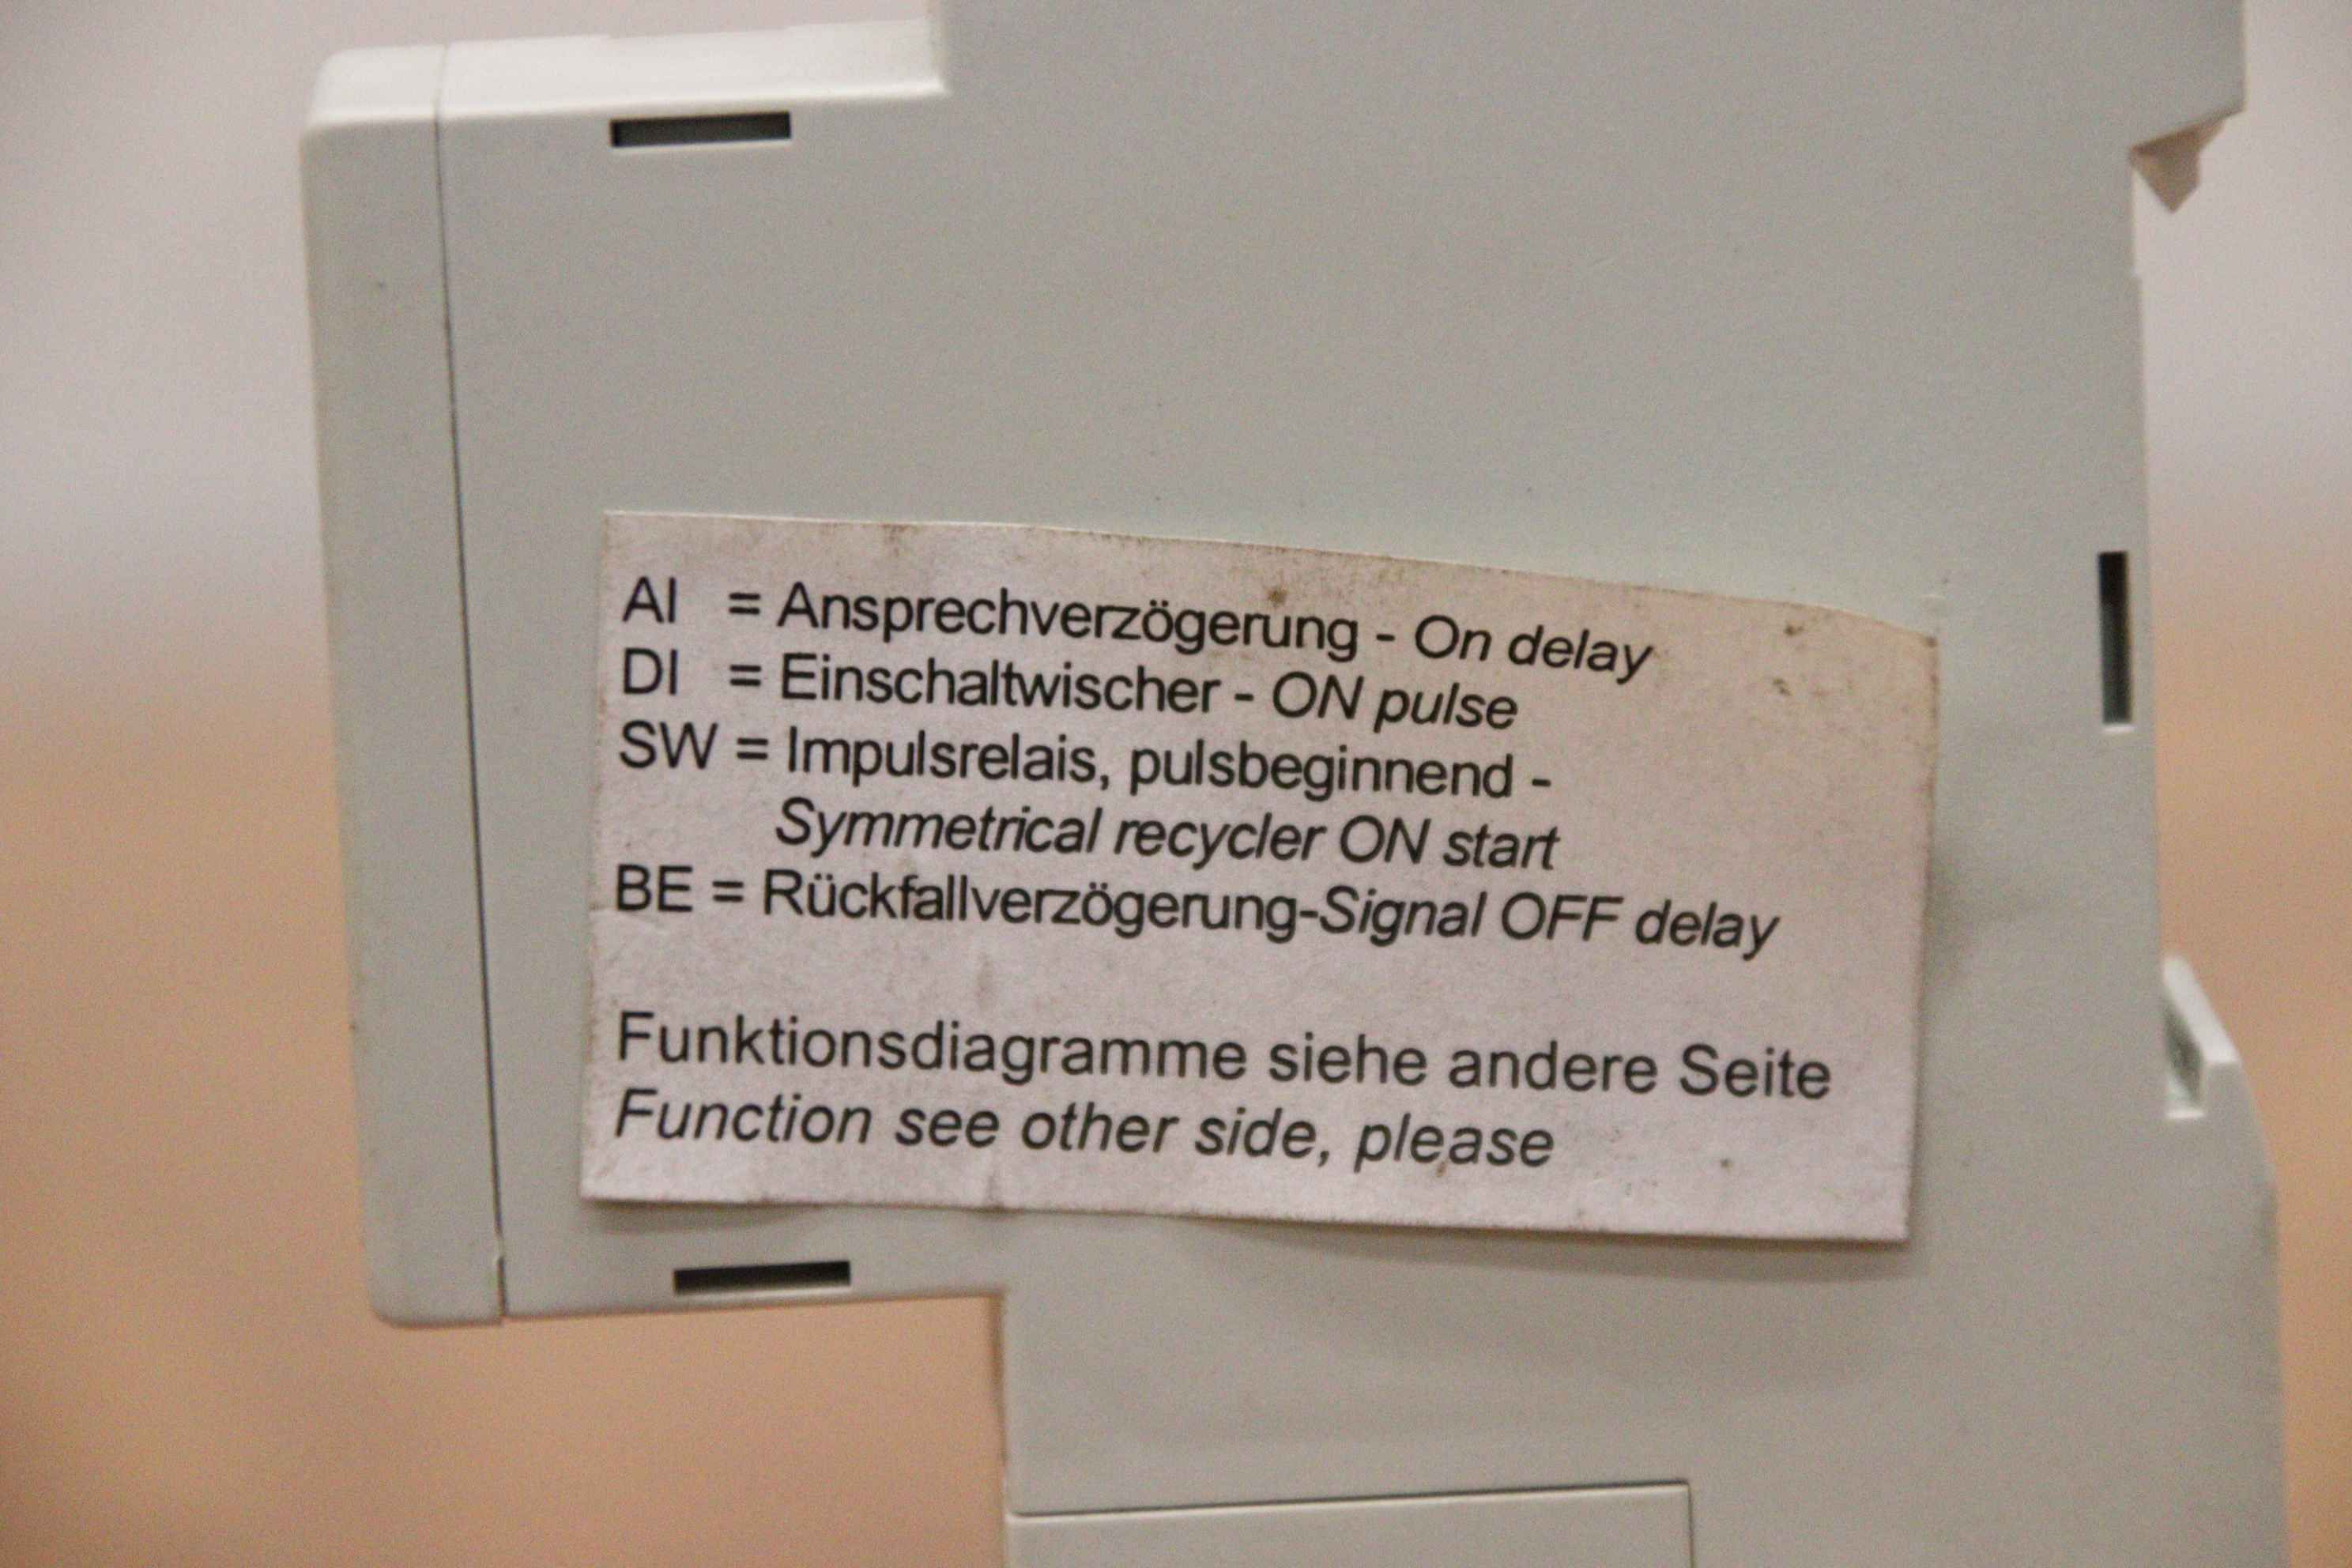 AI = Ansprechverzögerung - On delay
DI = Einschaltwischer - ON pulse
SW = Impulsrelais, pulsbeginnend -
Symmetrical recycler ON start
BE = Rückfallverzögerung-Signal OFF delay
Funktionsdiagramme siehe andere Seite
Function see other side, please